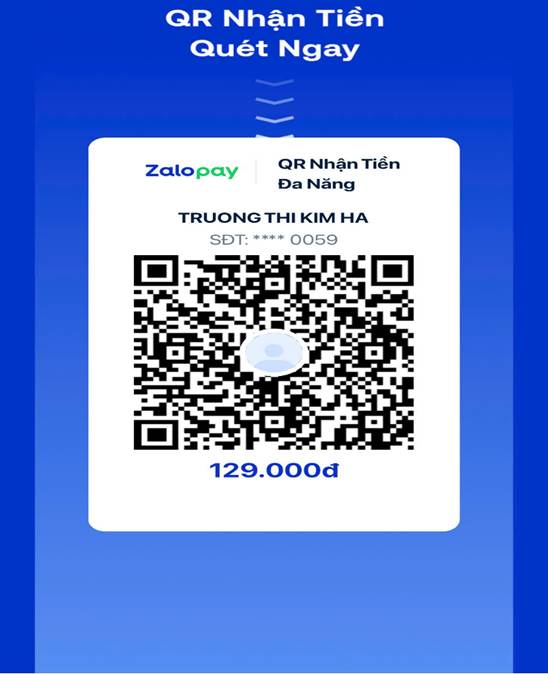 QR Nhận Tiền
Quét Ngay
Zalopay
QR Nhận Tiền
Đa Năng
TRUONG THI KIM HA
SĐT: **** 0059
129.000đ